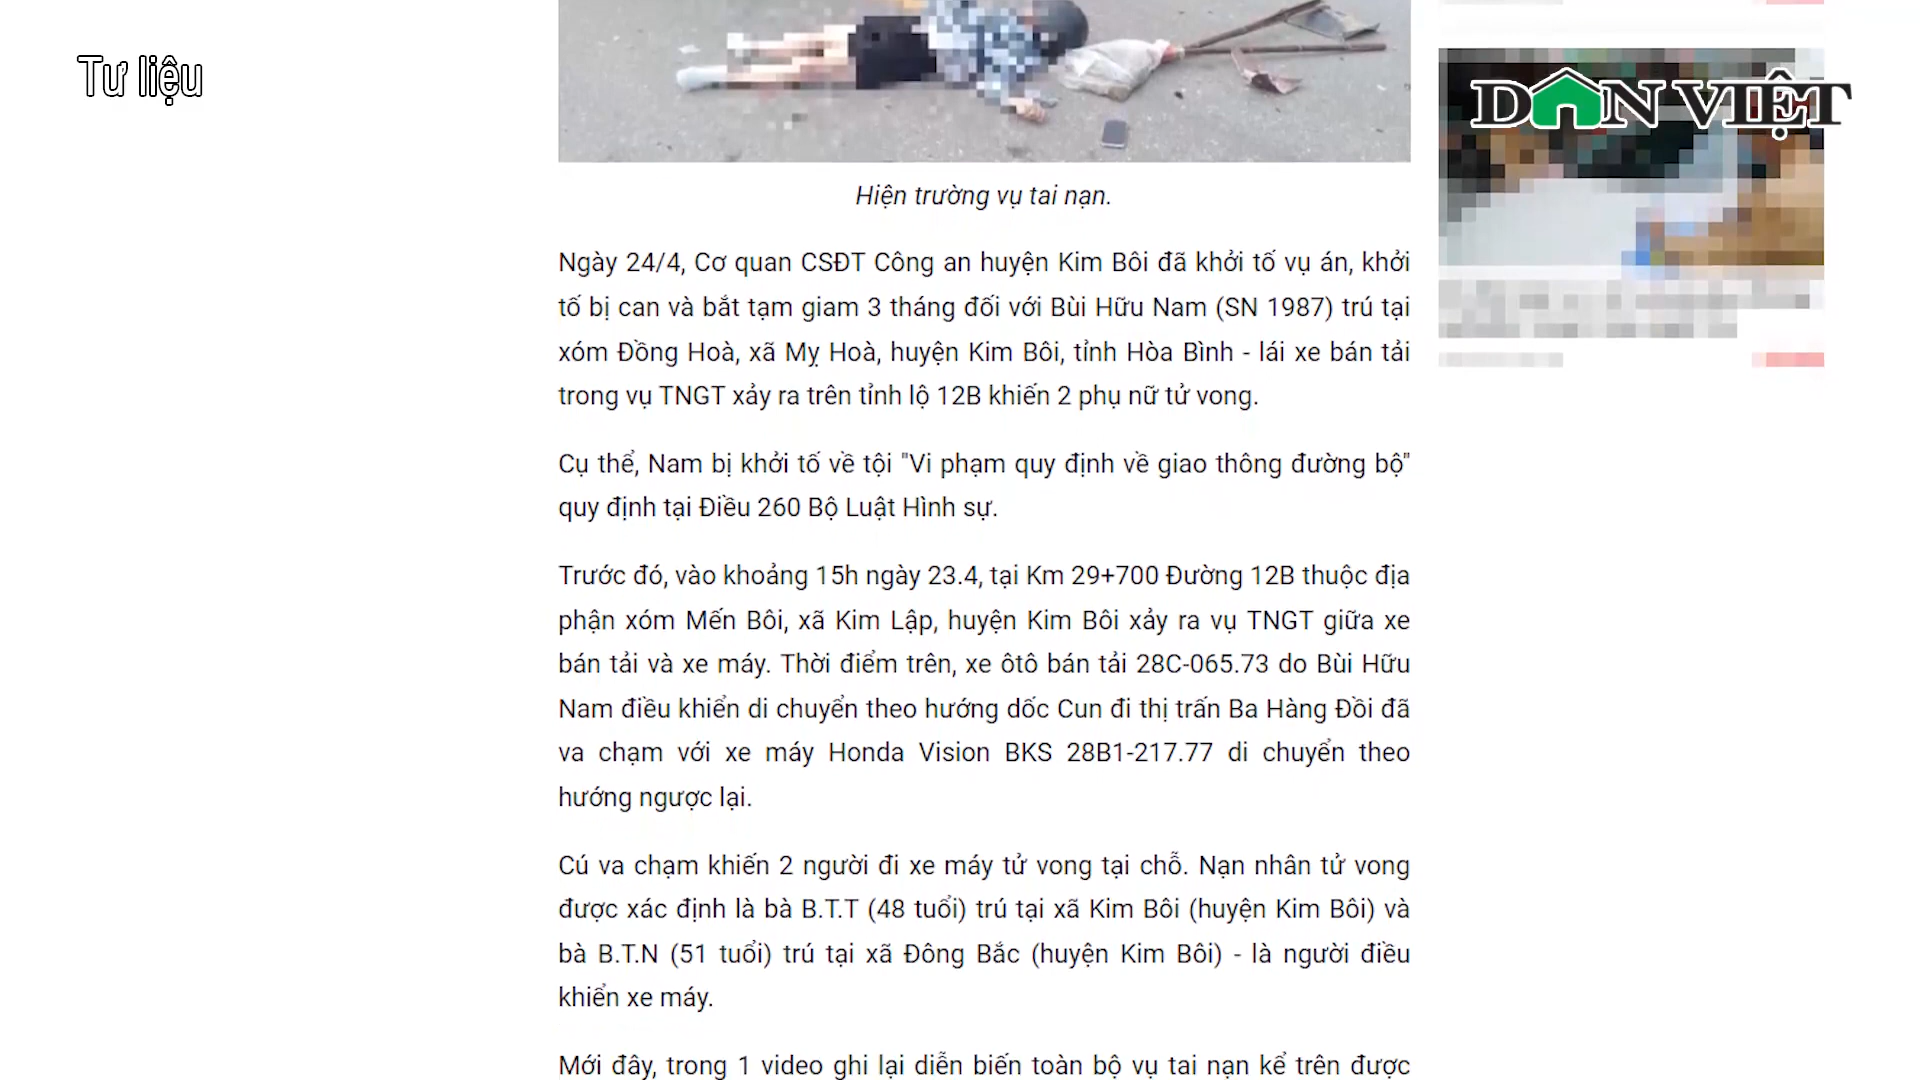 Tư liệu
DÂN VIỆT
Hiện trường vụ tai nạn.
Ngày 24/4, Cơ quan CSĐT Công an huyện Kim Bôi đã khởi tố vụ án, khởi
tố bị can và bắt tạm giam 3 tháng đối với Bùi Hữu Nam (SN 1987) trú tại
xóm Đồng Hoà, xã Mỵ Hoà, huyện Kim Bôi, tỉnh Hòa Bình - lái xe bán tải
trong vụ TNGT xảy ra trên tỉnh lộ 12B khiến 2 phụ nữ tử vong.
Cụ thể, Nam bị khởi tố về tội "Vi phạm quy định về giao thông đường bộ"
quy định tại Điều 260 Bộ Luật Hình sự.
Trước đó, vào khoảng 15h ngày 23.4, tại Km 29+700 Đường 12B thuộc địa
phận xóm Mến Bôi, xã Kim Lập, huyện Kim Bôi xảy ra vụ TNGT giữa xe
bán tải và xe máy. Thời điểm trên, xe ôtô bán tải 28C-065.73 do Bùi Hữu
Nam điều khiển di chuyển theo hướng dốc Cun đi thị trấn Ba Hàng Đồi đã
va chạm với xe máy Honda Vision BKS 28B1-217.77 di chuyển theo
hướng ngược lại.
Cú va chạm khiến 2 người đi xe máy tử vong tại chỗ. Nạn nhân tử vong
được xác định là bà B.T.T (48 tuổi) trú tại xã Kim Bôi (huyện Kim Bôi) và
bà B.T.N (51 tuổi) trú tại xã Đông Bắc (huyện Kim Bôi) - là người điều
khiển xe máy.
Mới đây, trong 1 video ghi lại diễn biến toàn bộ vụ tai nạn kể trên được